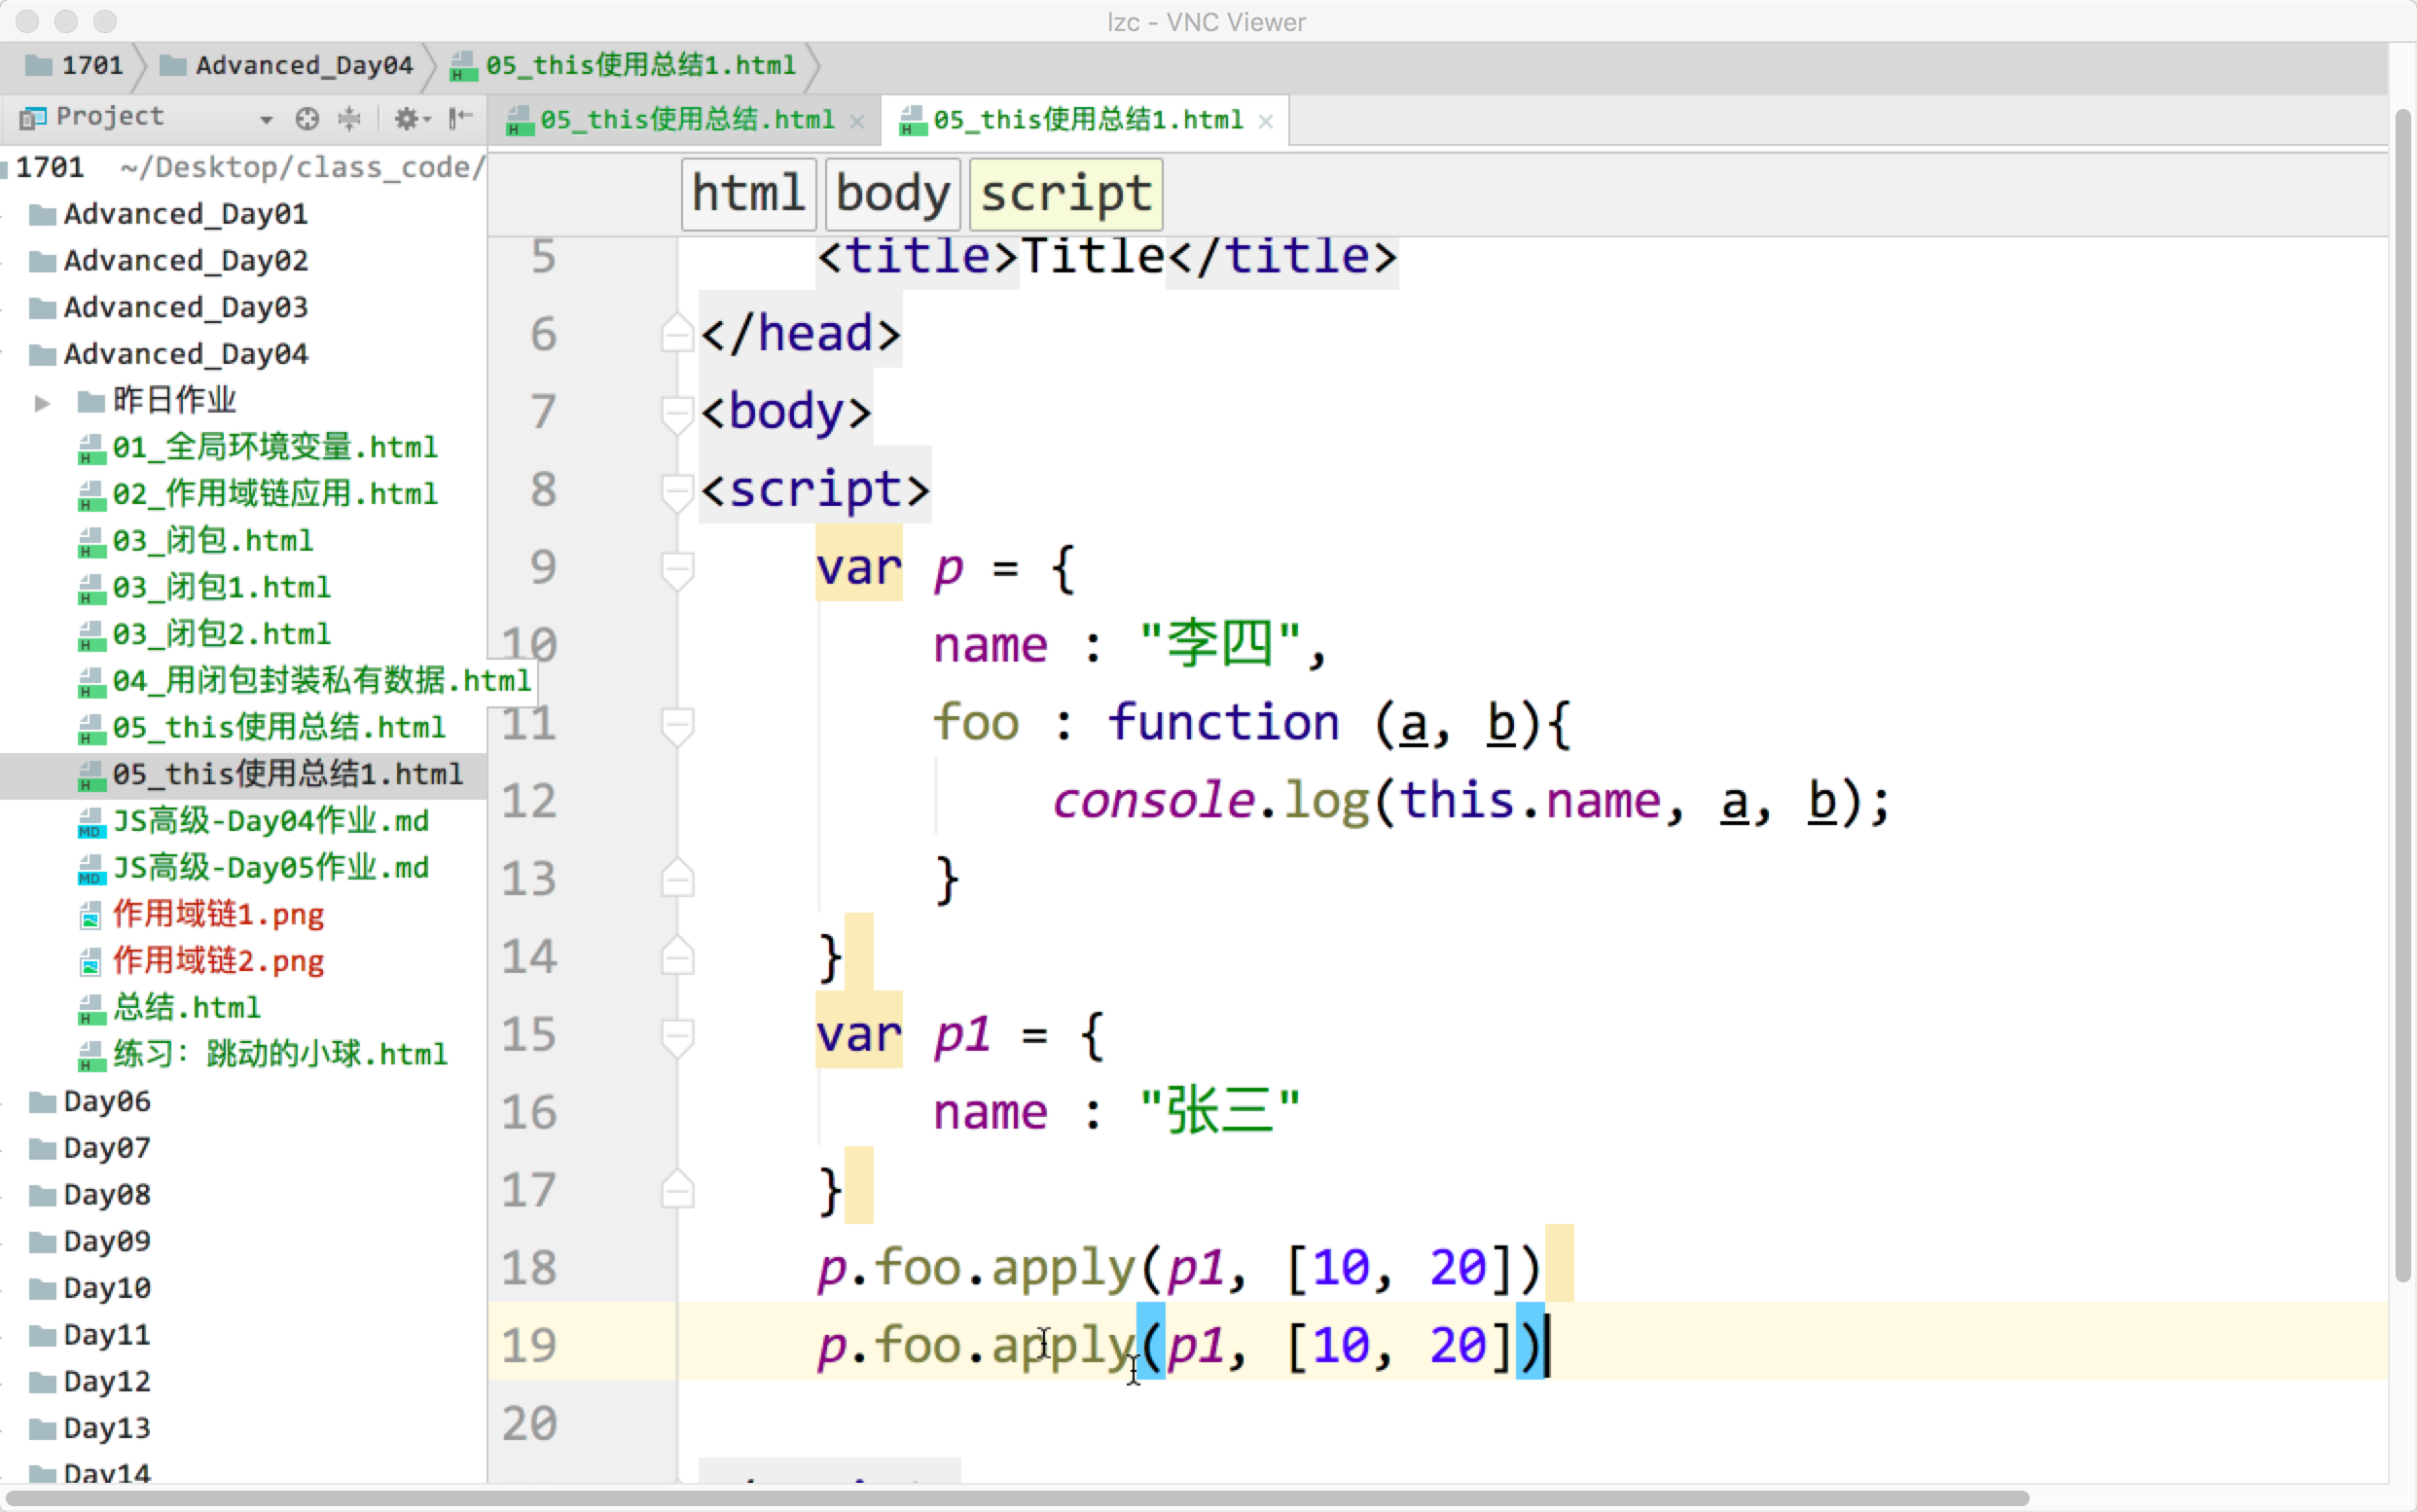 lzc - VNC Viewer
1701 Advanced_Day04 05_this使用总结1.html
Project
05_this使用总结.html 05_this使用总结1.html
1701 ~/Desktop/class_code/
Advanced_Day01
Advanced_Day02
Advanced_Day03
Advanced_Day04
昨日作业
01_全局环境变量.html
02_作用域链应用.html
03_闭包.html
03_闭包1.html
03_闭包2.html
04_用闭包封装私有数据.html
05_this使用总结.html
05_this使用总结1.html
JS高级-Day04作业.md
JS高级-Day05作业.md
作用域链1.png
作用域链2.png
总结.html
练习：跳动的小球.html
Day06
Day07
Day08
Day09
Day10
Day11
Day12
Day13
Day14
html body script
5 <title>Title</title>
6 </head>
7 <body>
8 <script>
9 var p = {
10 name : "李四",
11 foo : function (a, b){
12 console.log(this.name, a, b);
13 }
14 }
15 var p1 = {
16 name : "张三"
17 }
18 p.foo.apply(p1, [10, 20])
19 p.foo.apply(p1, [10, 20])
20